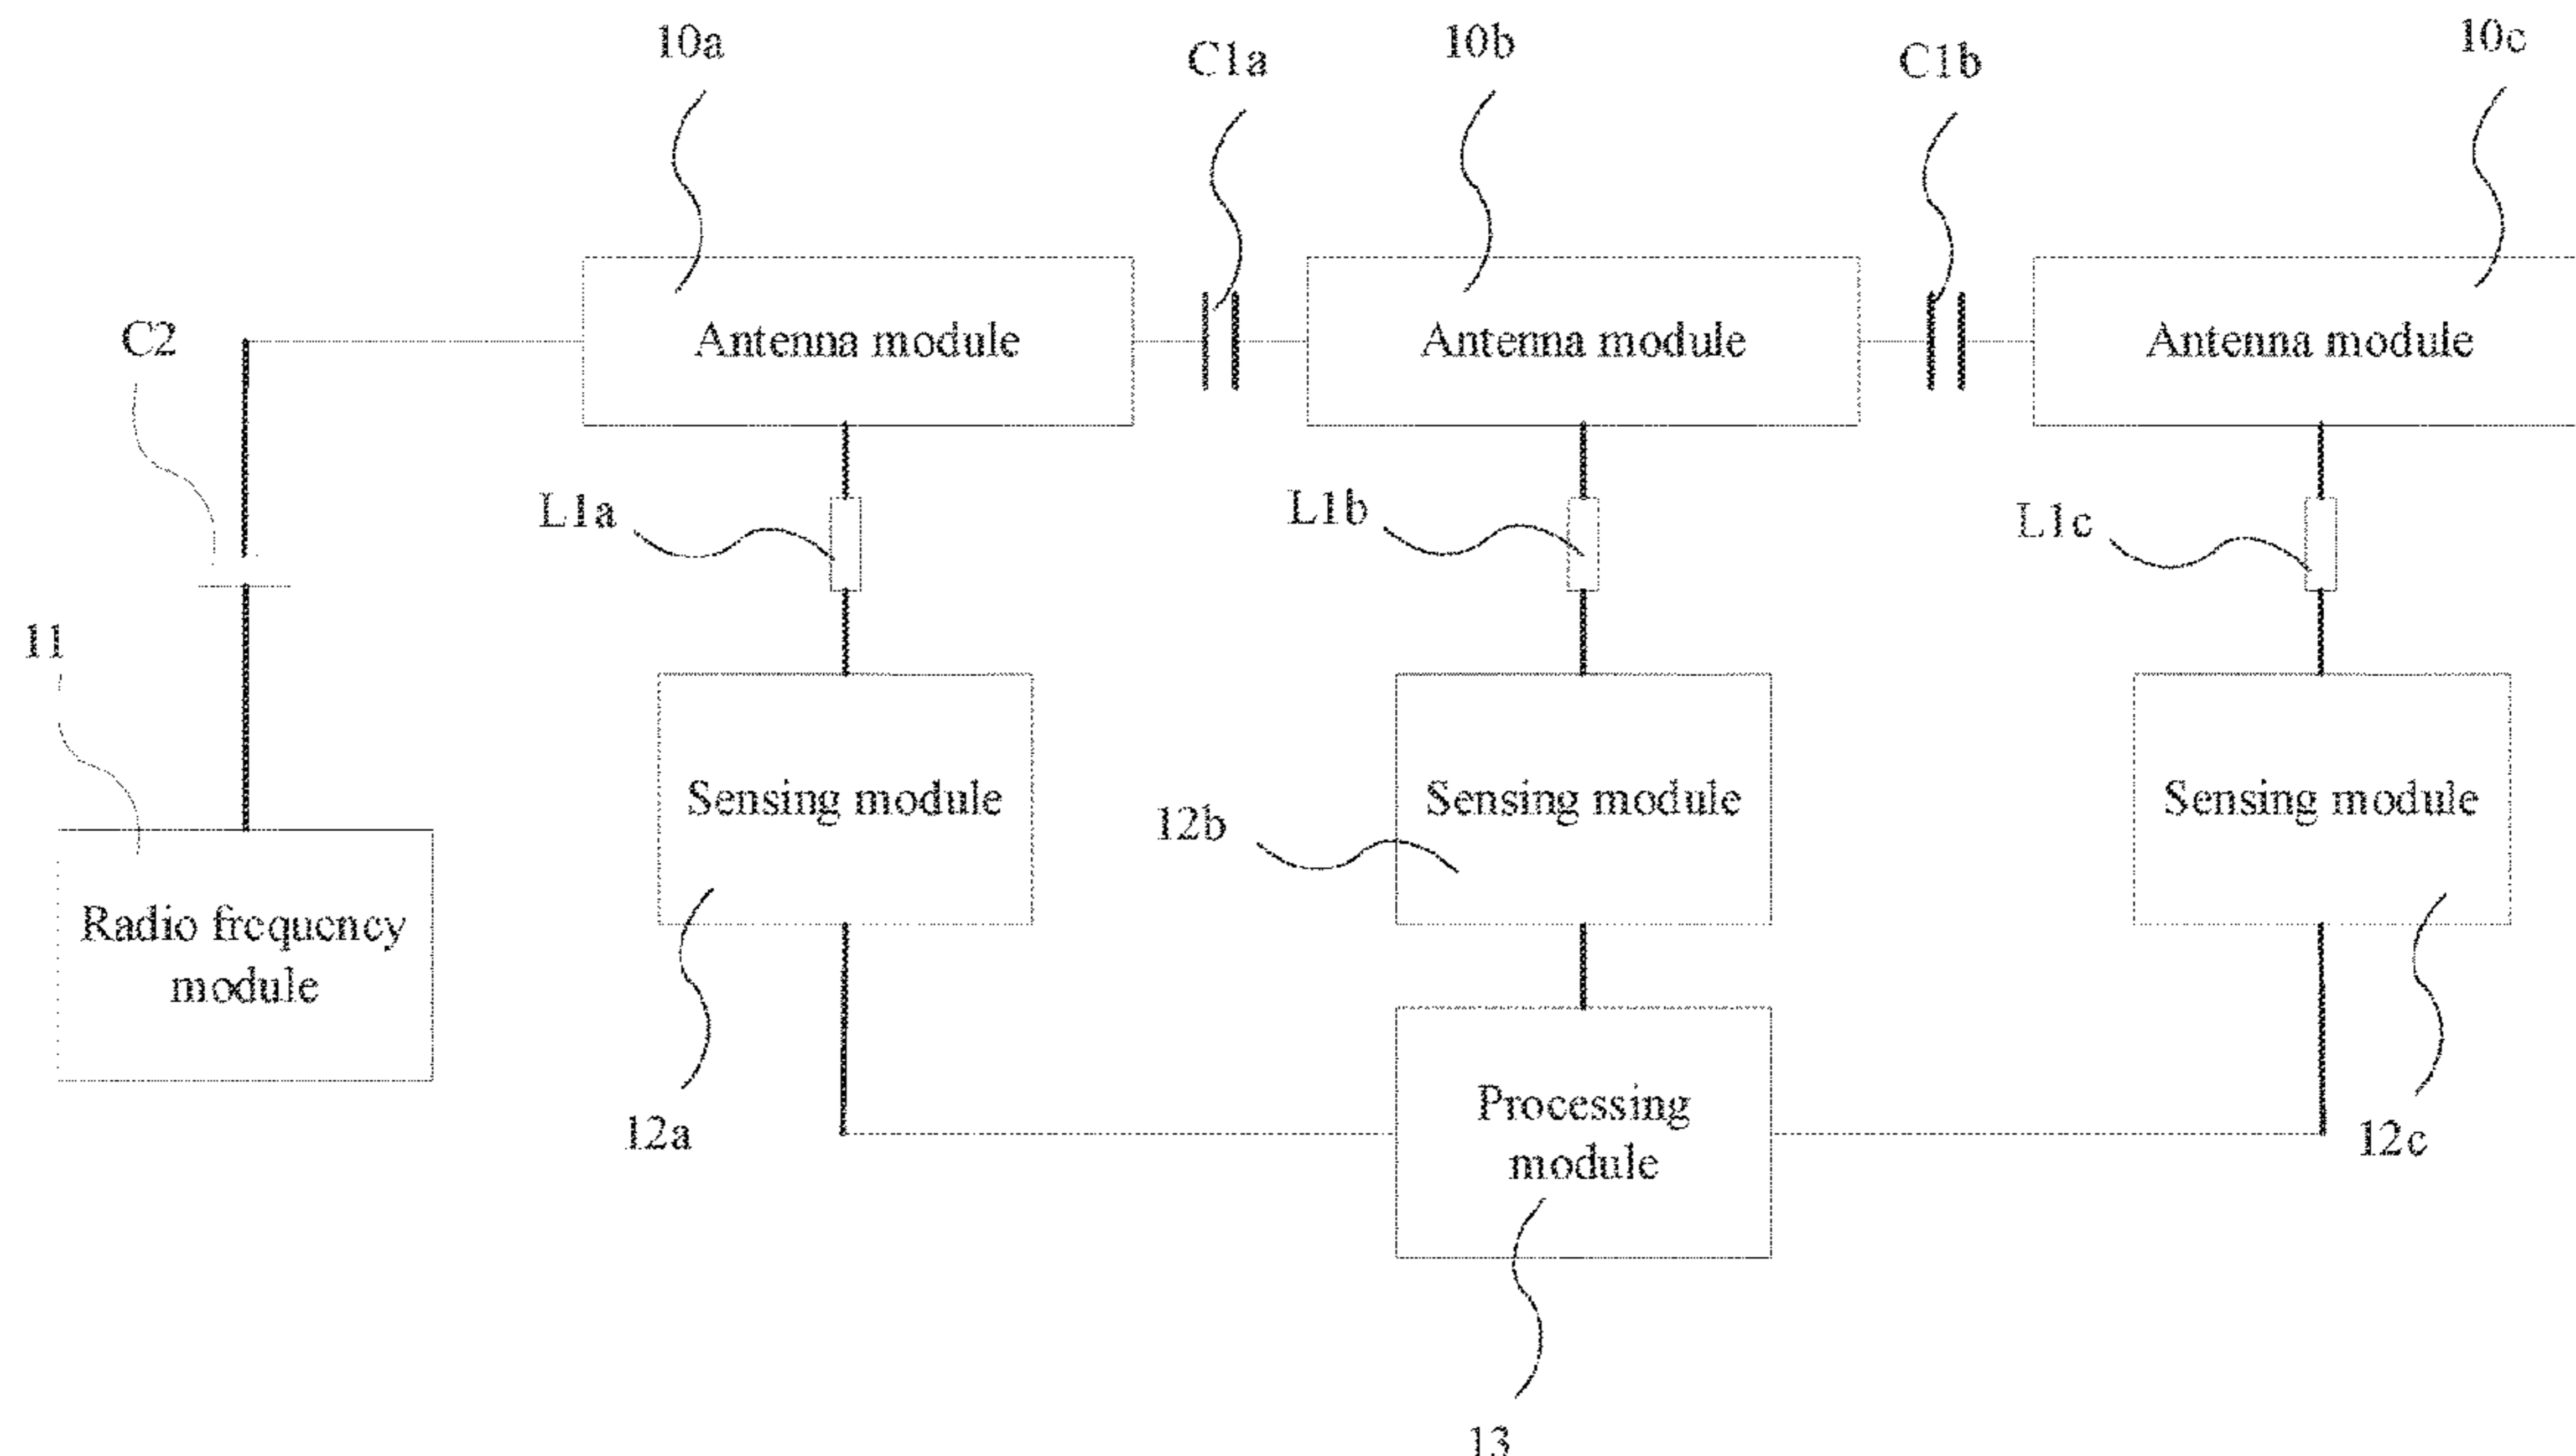 10a
C1a
10b
C1b
10c
C2
Antenna module
Antenna module
Antenna module
L1a
L1b
L1c
11
Sensing module
Sensing module
Sensing module
12b
Radio frequency
module
Processing
module
12a
12c
13